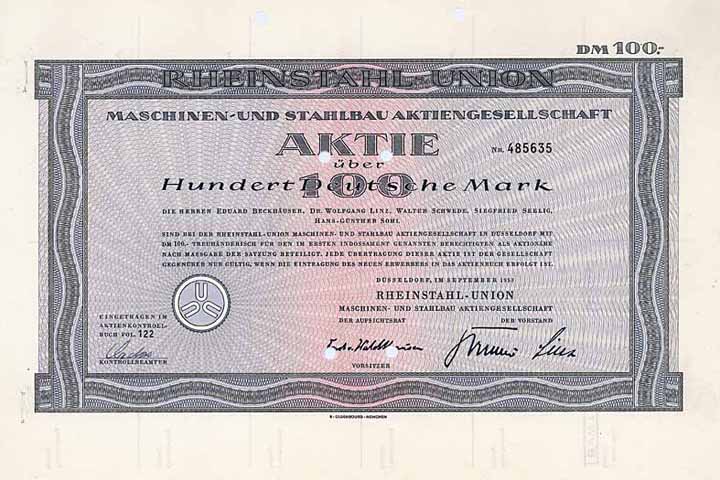 DM 100.-
RHEINSTAHL-UNION
MASCHINEN- UND STAHLBAU AKTIENGESELLSCHAFT
AKTIE
NR. 485635
über
100
Hundert Deutsche Mark
DIE HERREN EDUARD BECKHÄUSER, DR. WOLFGANG LINZ, WALTER SCHWEDE, SIEGFRIED SEELIG,
HANS-GÜNTHER SOHL
SIND BEI DER RHEINSTAHL-UNION MASCHINEN- UND STAHLBAU AKTIENGESELLSCHAFT IN DÜSSELDORF MIT
DM 100.- TREUHÄNDERISCH FÜR DEN IM ERSTEN INDOSSAMENT GENANNTEN BERECHTIGTEN ALS AKTIONÄRE
NACH MASSGABE DER SATZUNG BETEILIGT. JEDE ÜBERTRAGUNG DIESER AKTIE IST DER GESELLSCHAFT
GEGENÜBER NUR GÜLTIG, WENN DIE EINTRAGUNG DES NEUEN ERWERBERS IN DAS AKTIENBUCH ERFOLGT IST.
DÜSSELDORF, IM SEPTEMBER 1953
RHEINSTAHL-UNION
MASCHINEN- UND STAHLBAU AKTIENGESELLSCHAFT
DER AUFSICHTSRAT DER VORSTAND
VORSITZER
EINGETRAGEN IM
AKTIENKONTROLL-
BUCH FOL. 122
KONTROLLBEAMTER
R. OLDENBOURG · MÜNCHEN